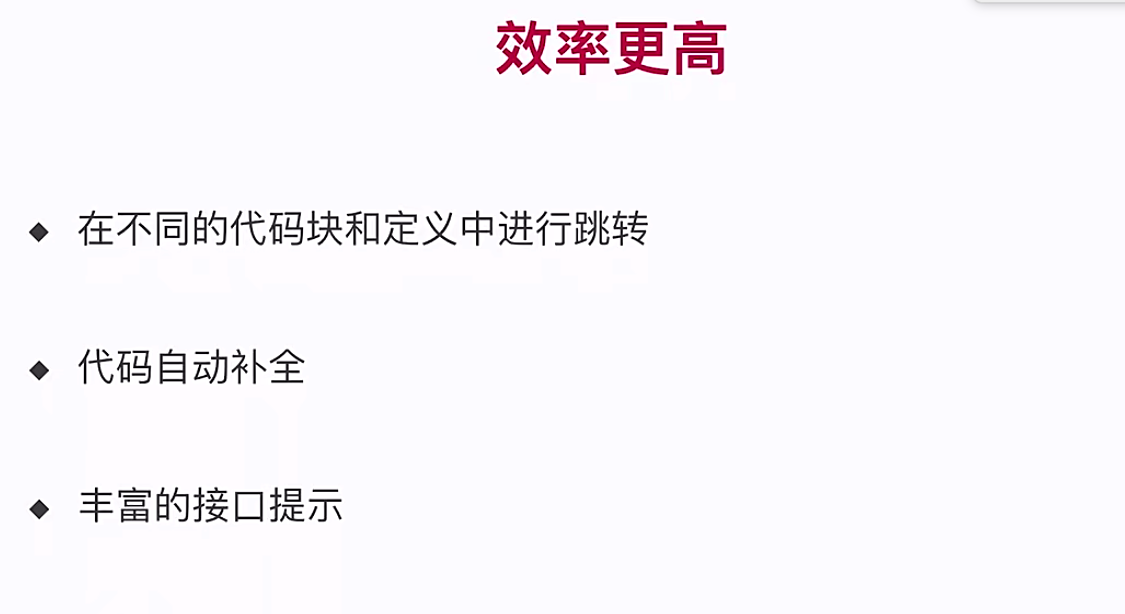 效率更高
在不同的代码块和定义中进行跳转
代码自动补全
丰富的接口提示